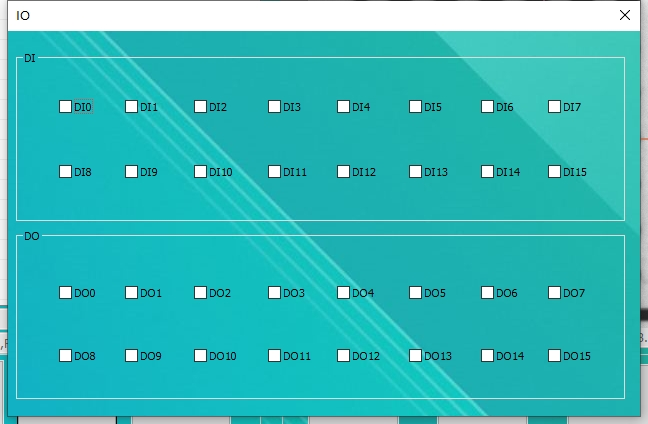 IO
DI
DI0 DI1 DI2 DI3 DI4 DI5 DI6 DI7
DI8 DI9 DI10 DI11 DI12 DI13 DI14 DI15
DO
DO0 DO1 DO2 DO3 DO4 DO5 DO6 DO7
DO8 DO9 DO10 DO11 DO12 DO13 DO14 DO15